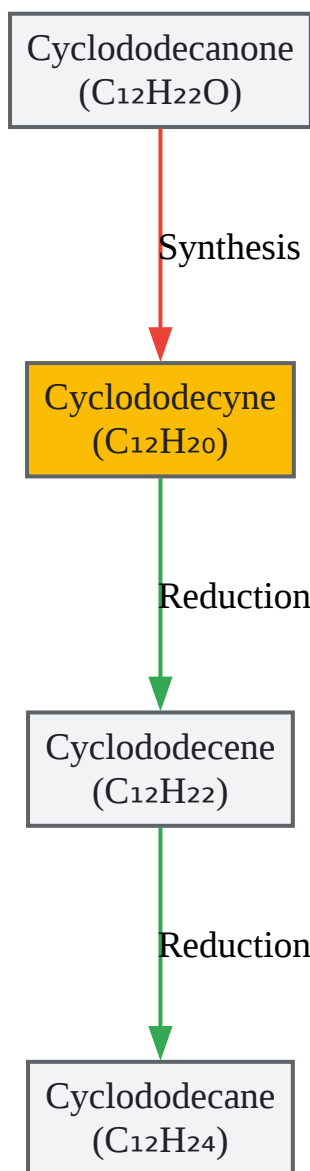 Cyclododecanone
(C₁₂H₂₂O)
Synthesis
Cyclododecyne
(C₁₂H₂₀)
Reduction
Cyclododecene
(C₁₂H₂₂)
Reduction
Cyclododecane
(C₁₂H₂₄)